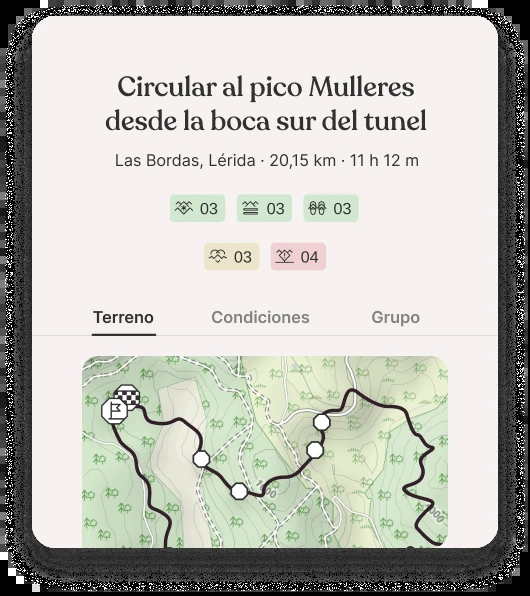 Circular al pico Mulleres
desde la boca sur del tunel
Las Bordas, Lérida · 20,15 km · 11 h 12 m
03 03 03
03 04
Terreno Condiciones Grupo